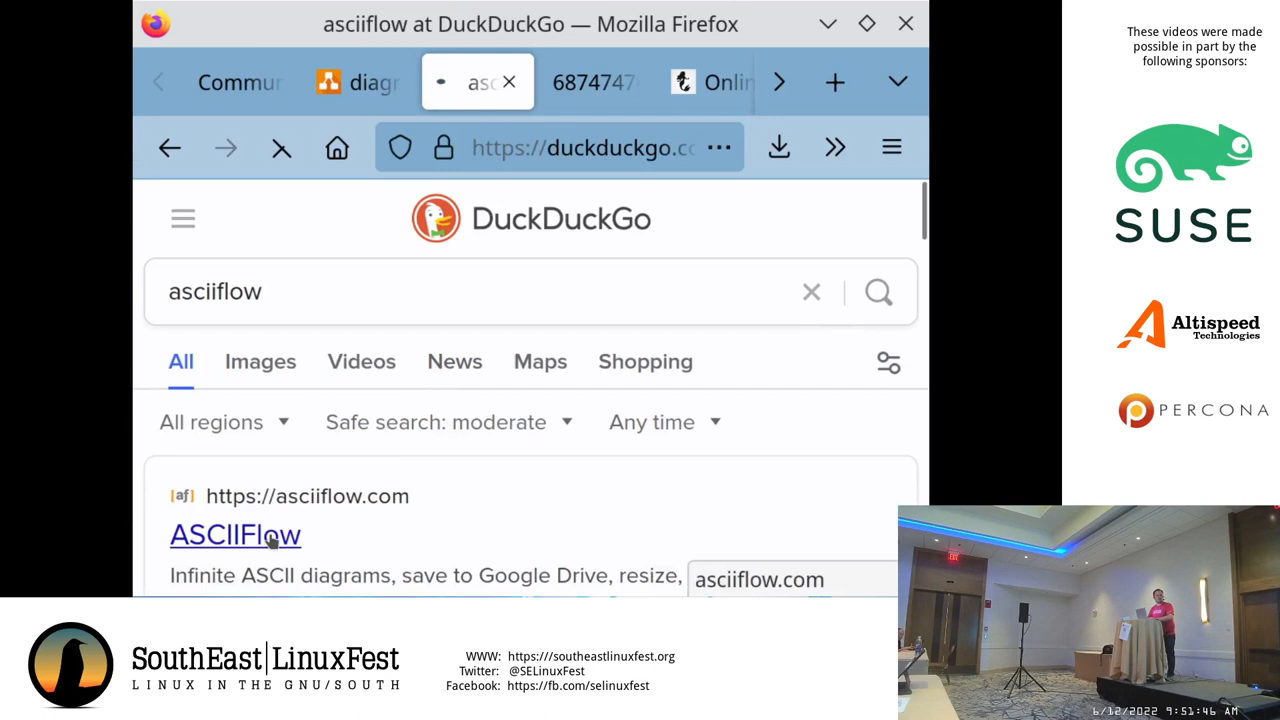 asciiflow at DuckDuckGo — Mozilla Firefox
Commun
diagr
asc
6874747
Onlin
https://duckduckgo.co
DuckDuckGo
asciiflow
All Images Videos News Maps Shopping
All regions Safe search: moderate Any time
[af] https://asciiflow.com
ASCIIFlow
Infinite ASCII diagrams, save to Google Drive, resize,
asciiflow.com
These videos were made
possible in part by the
following sponsors:
SUSE
Altispeed
Technologies
PERCONA
SouthEast LinuxFest
LINUX IN THE GNU/SOUTH
WWW: https:///southeastlinuxfest.org
Twitter: @SELinuxFest
Facebook: https://fb.com/selinuxfest
6/12/2022 9:51:46 AM